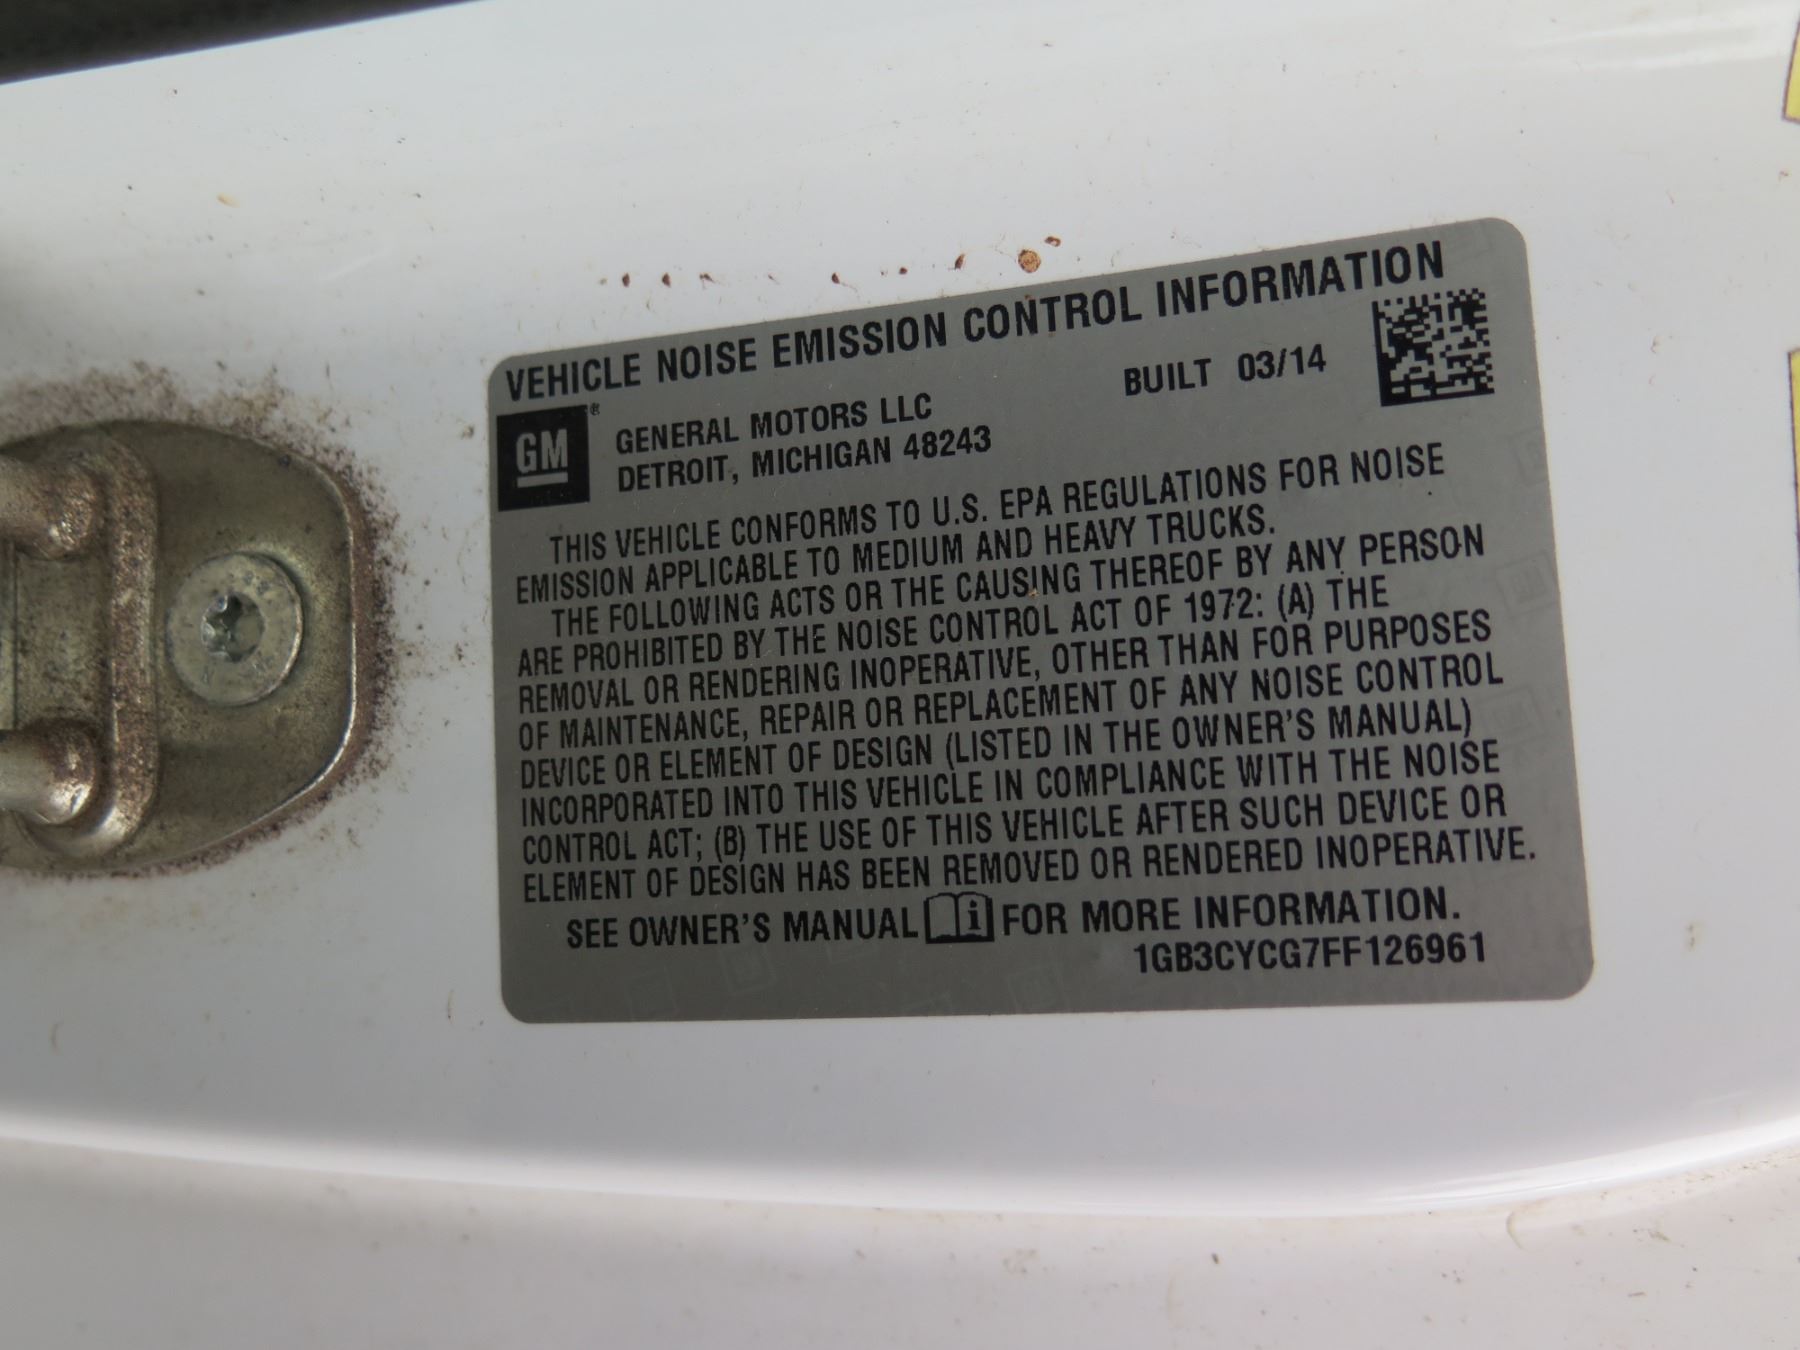 VEHICLE NOISE EMISSION CONTROL INFORMATION
BUILT 03/14
GM®
GENERAL MOTORS LLC
DETROIT, MICHIGAN 48243
THIS VEHICLE CONFORMS TO U.S. EPA REGULATIONS FOR NOISE
EMISSION APPLICABLE TO MEDIUM AND HEAVY TRUCKS.
THE FOLLOWING ACTS OR THE CAUSING THEREOF BY ANY PERSON
ARE PROHIBITED BY THE NOISE CONTROL ACT OF 1972: (A) THE
REMOVAL OR RENDERING INOPERATIVE, OTHER THAN FOR PURPOSES
OF MAINTENANCE, REPAIR OR REPLACEMENT OF ANY NOISE CONTROL
DEVICE OR ELEMENT OF DESIGN (LISTED IN THE OWNER'S MANUAL)
INCORPORATED INTO THIS VEHICLE IN COMPLIANCE WITH THE NOISE
CONTROL ACT; (B) THE USE OF THIS VEHICLE AFTER SUCH DEVICE OR
ELEMENT OF DESIGN HAS BEEN REMOVED OR RENDERED INOPERATIVE.
SEE OWNER'S MANUAL i FOR MORE INFORMATION.
1GB3CYCG7FF126961